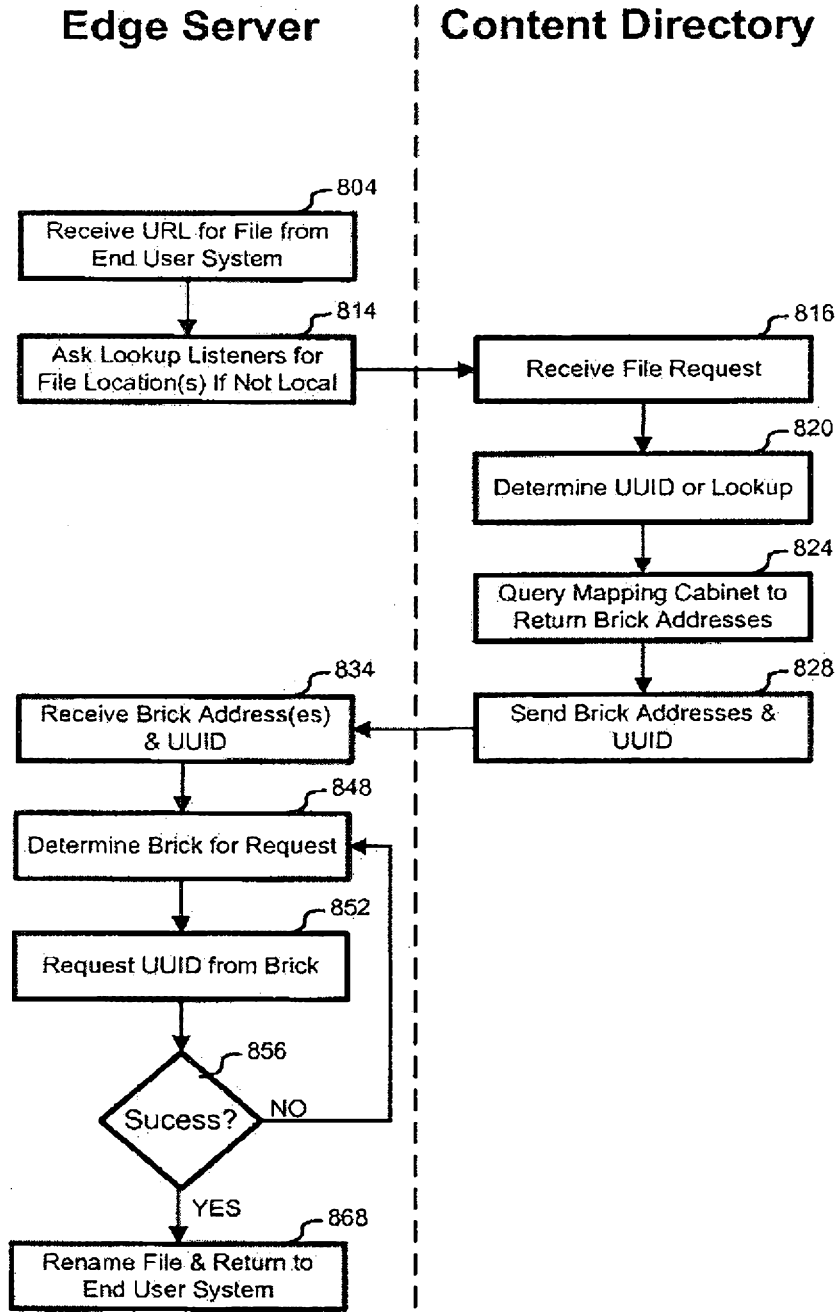 Edge Server
Content Directory
804
Receive URL for File from
End User System
814
Ask Lookup Listeners for
File Location(s) If Not Local
816
Receive File Request
820
Determine UUID or Lookup
824
Query Mapping Cabinet to
Return Brick Addresses
828
Send Brick Addresses &
UUID
834
Receive Brick Address(es)
& UUID
848
Determine Brick for Request
852
Request UUID from Brick
856
Sucess?
NO
YES
868
Rename File & Return to
End User System